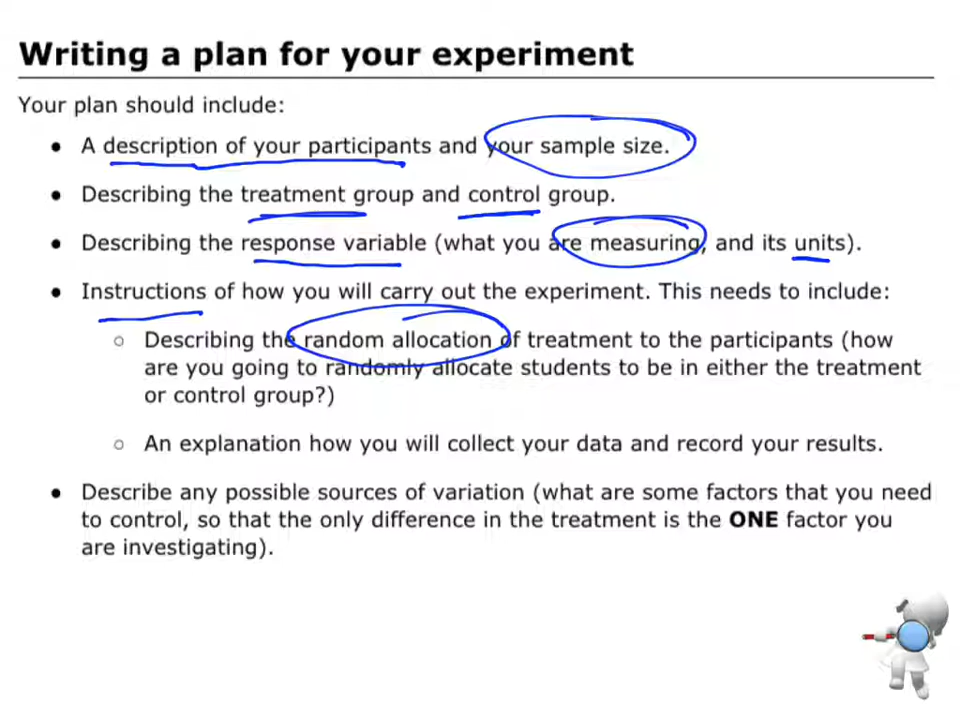 Writing a plan for your experiment
Your plan should include:
● A description of your participants and your sample size.
● Describing the treatment group and control group.
● Describing the response variable (what you are measuring, and its units).
● Instructions of how you will carry out the experiment. This needs to include:
○ Describing the random allocation of treatment to the participants (how
are you going to randomly allocate students to be in either the treatment
or control group?)
○ An explanation how you will collect your data and record your results.
● Describe any possible sources of variation (what are some factors that you need
to control, so that the only difference in the treatment is the ONE factor you
are investigating).